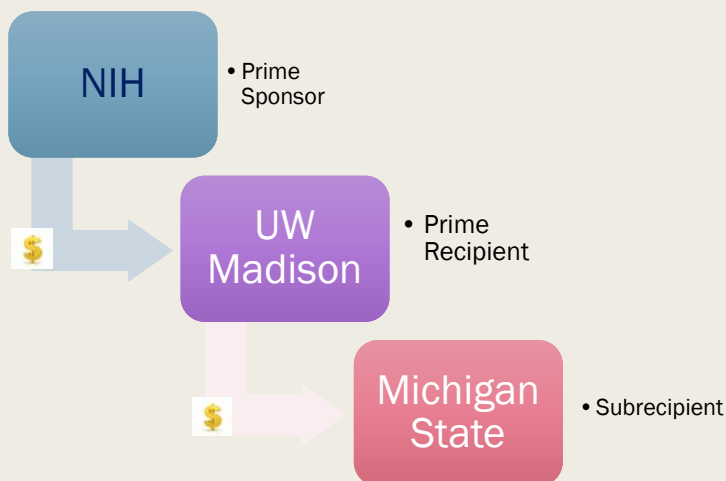 NIH
• Prime
Sponsor
UW
Madison
• Prime
Recipient
Michigan
State
• Subrecipient
$
$